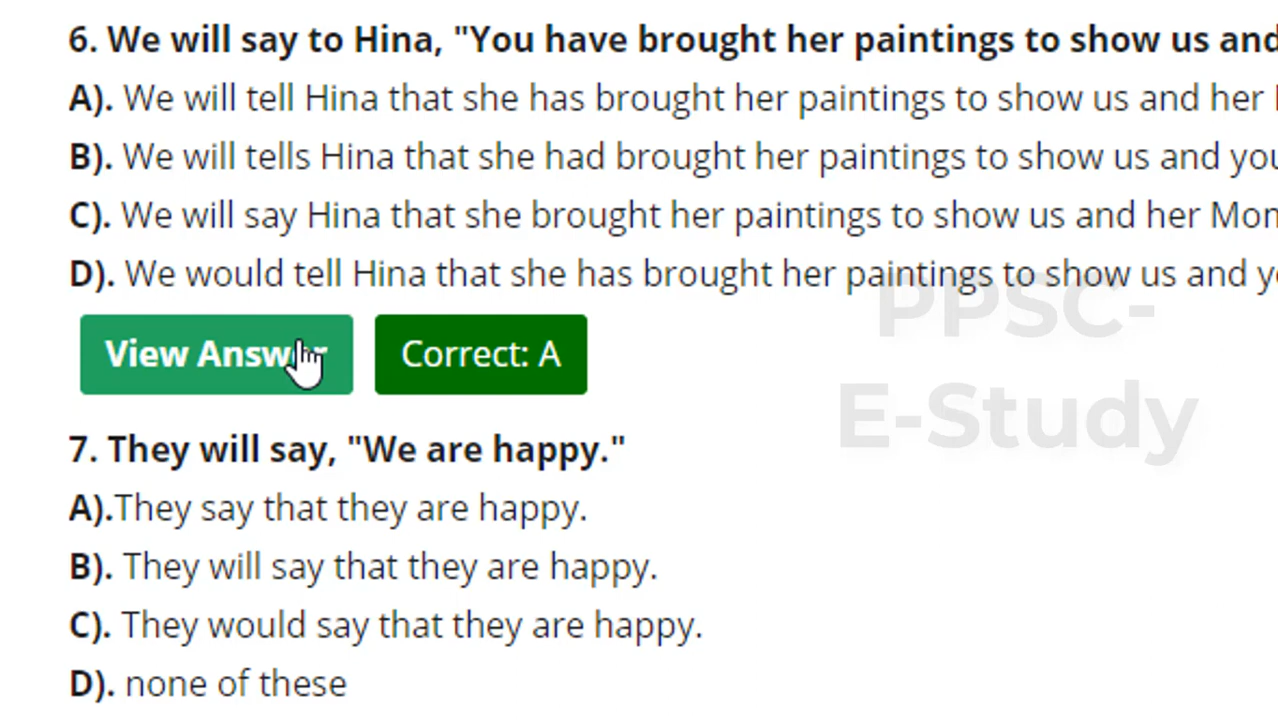 6. We will say to Hina, "You have brought her paintings to show us and
A). We will tell Hina that she has brought her paintings to show us and her
B). We will tells Hina that she had brought her paintings to show us and you
C). We will say Hina that she brought her paintings to show us and her Mom
D). We would tell Hina that she has brought her paintings to show us and
View Answer Correct: A
PPSC-
E-Study
7. They will say, "We are happy."
A).They say that they are happy.
B). They will say that they are happy.
C). They would say that they are happy.
D). none of these